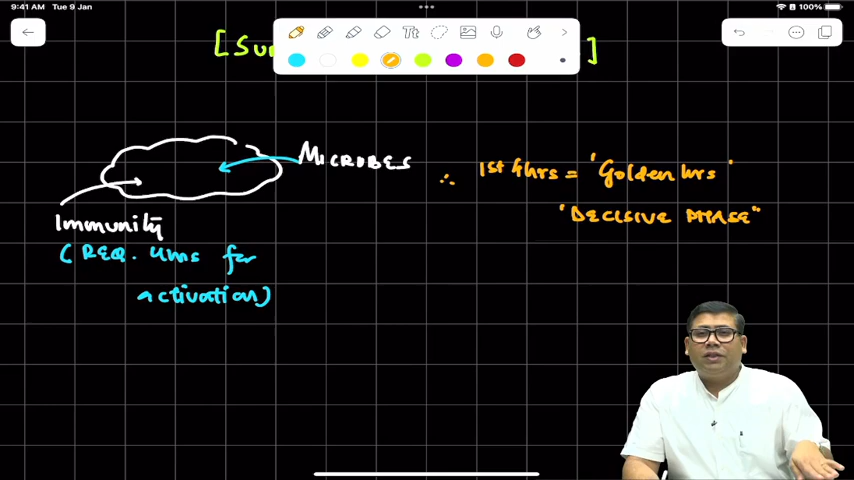 9:41 AM Tue 9 Jan
100%
Tt
[Su
]
MICROBES
∴ 1st 4hrs = 'Golden hrs'
"DECISIVE PHASE"
Immunity
(REQ. 4hrs for
activation)